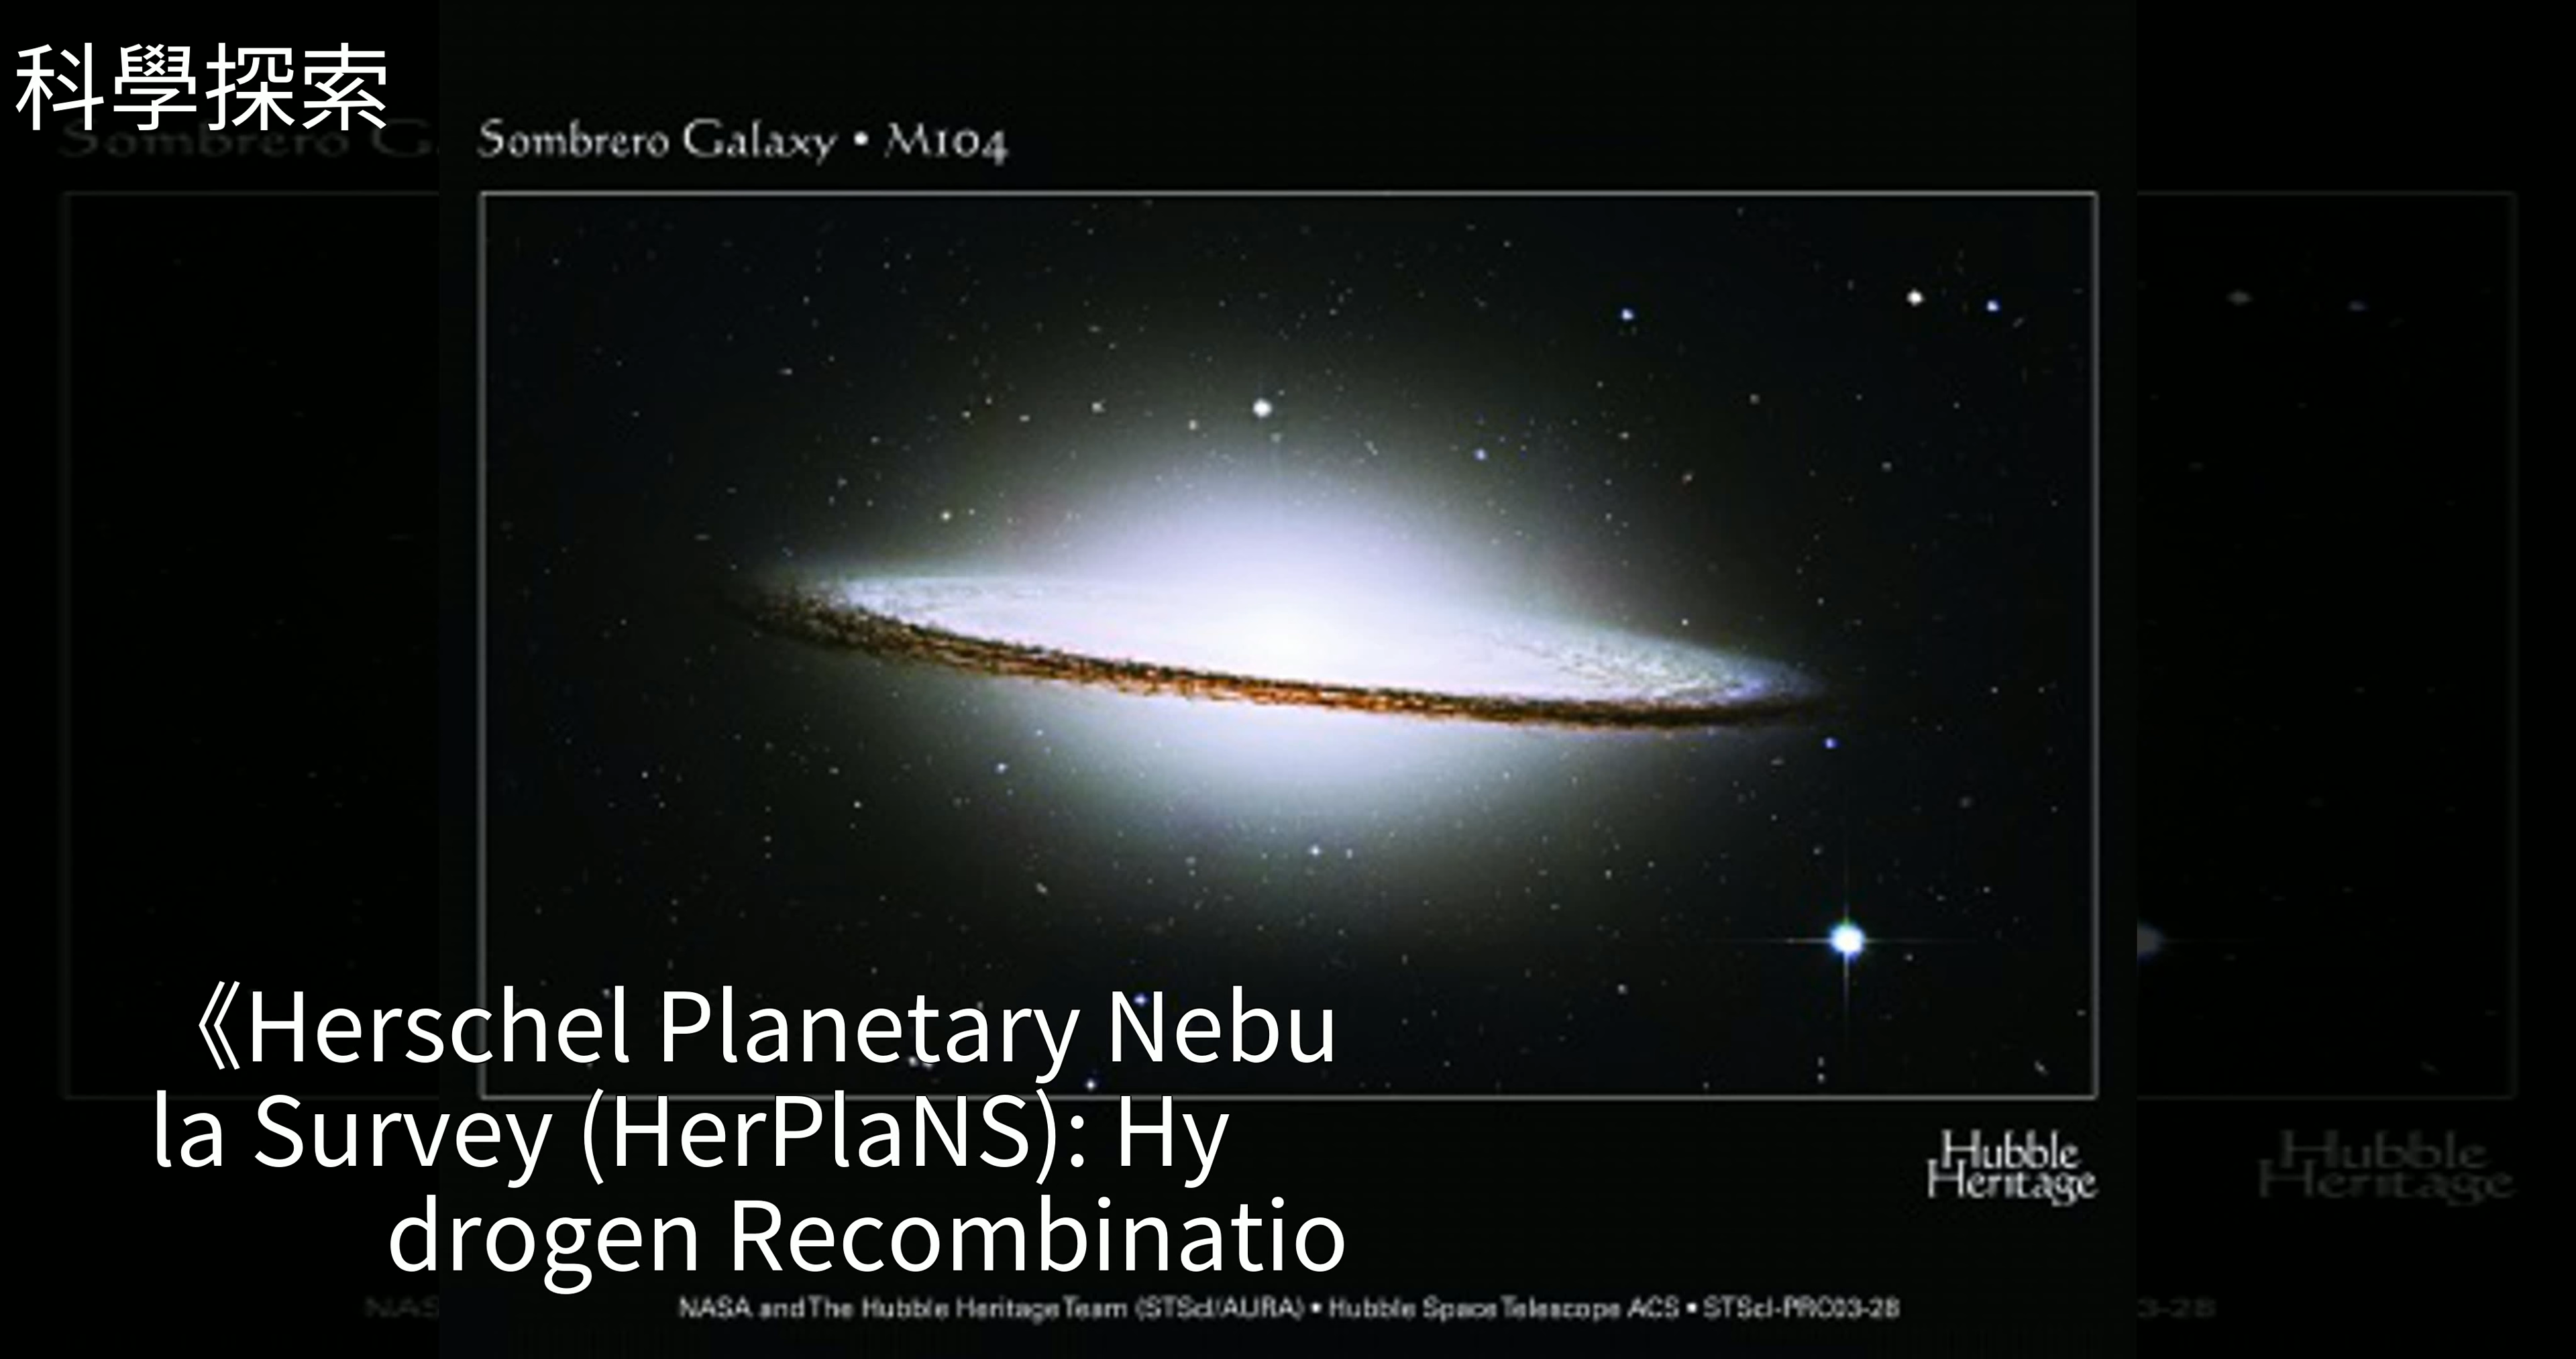 科學探索
Sombrero Galaxy • M104
《Herschel Planetary Nebu
la Survey (HerPlaNS): Hy
drogen Recombinatio
Hubble
Heritage
NASA and The Hubble Heritage Team (STScI/AURA) • Hubble Space Telescope ACS • STScI-PRC03-28